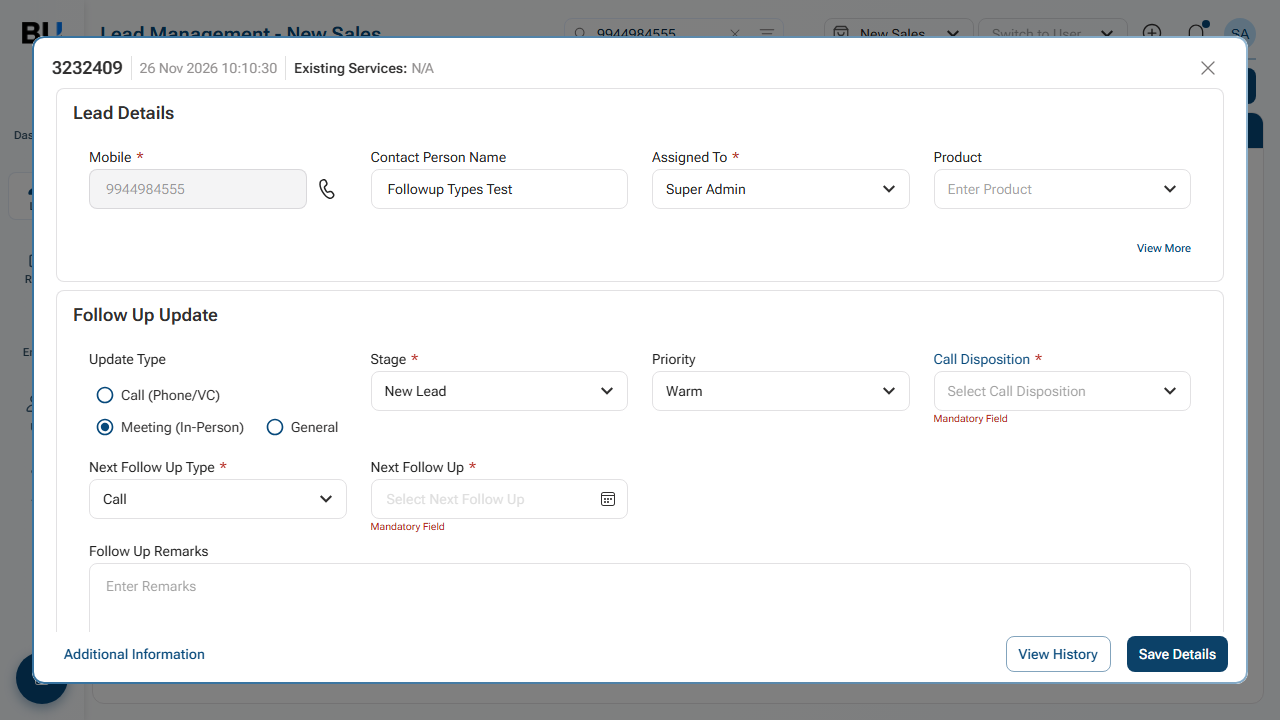 BU
Lead Management - New Sales
9944984555
New Sales
Switch to User
SA
3232409
26 Nov 2026 10:10:30
Existing Services: N/A
Lead Details
Mobile *
Contact Person Name
Assigned To *
Product
9944984555
Followup Types Test
Super Admin
Enter Product
View More
Follow Up Update
Update Type
Stage *
Priority
Call Disposition *
Call (Phone/VC)
New Lead
Warm
Select Call Disposition
Mandatory Field
Meeting (In-Person)
General
Next Follow Up Type *
Next Follow Up *
Call
Select Next Follow Up
Mandatory Field
Follow Up Remarks
Enter Remarks
Additional Information
View History
Save Details